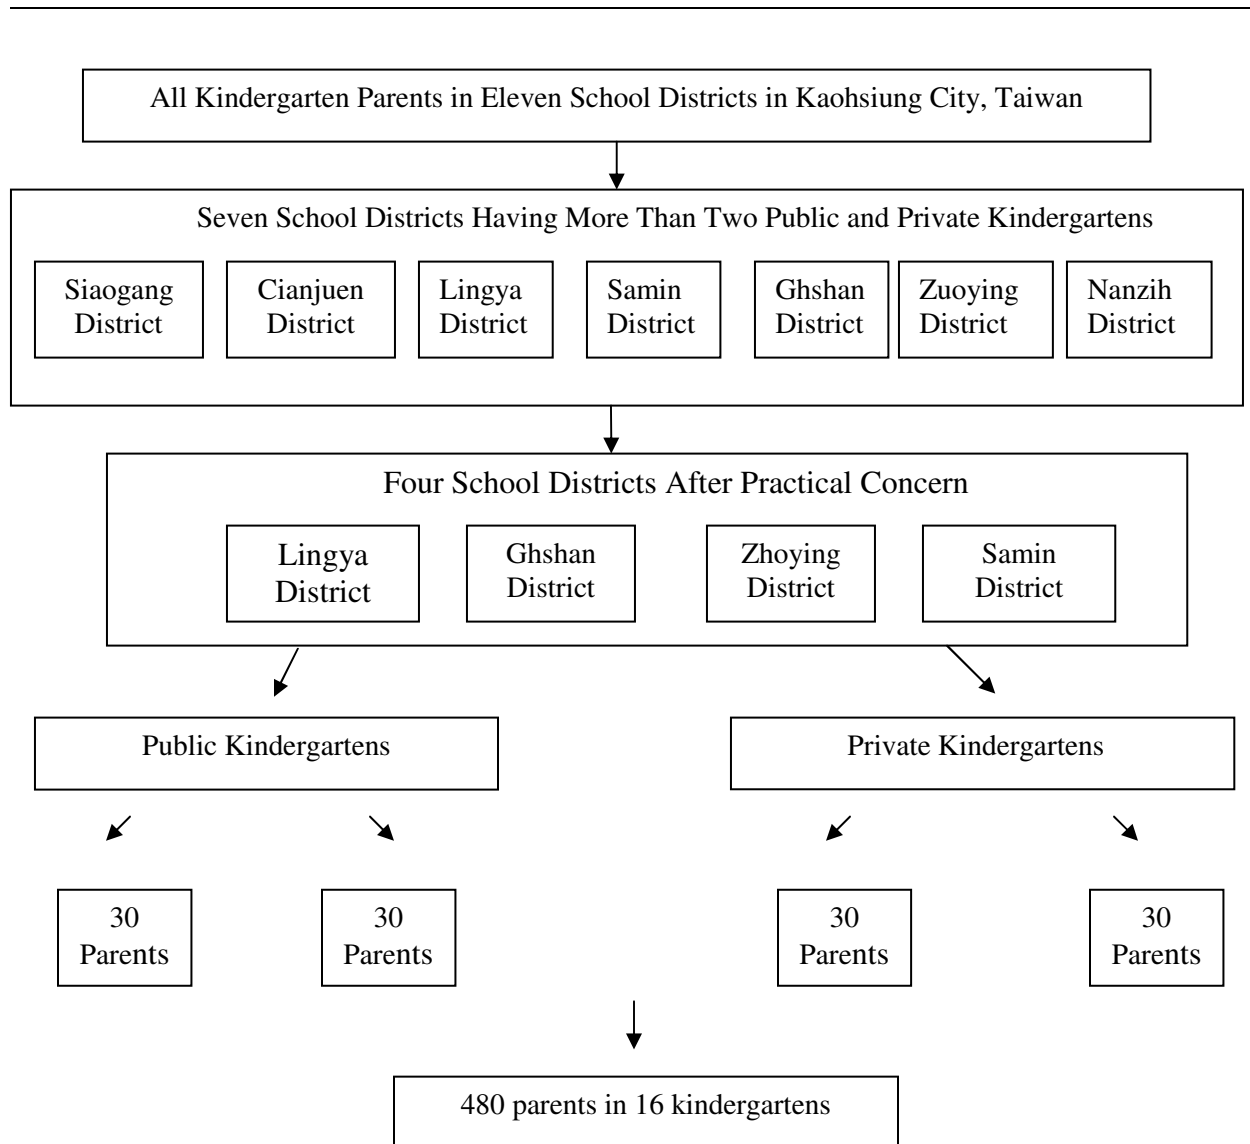 All Kindergarten Parents in Eleven School Districts in Kaohsiung City, Taiwan
Seven School Districts Having More Than Two Public and Private Kindergartens
Siaogang
District
Cianjuen
District
Lingya
District
Samin
District
Ghshan
District
Zuoying
District
Nanzih
District
Four School Districts After Practical Concern
Lingya
District
Ghshan
District
Zhoying
District
Samin
District
Public Kindergartens
Private Kindergartens
30
Parents
30
Parents
30
Parents
30
Parents
480 parents in 16 kindergartens